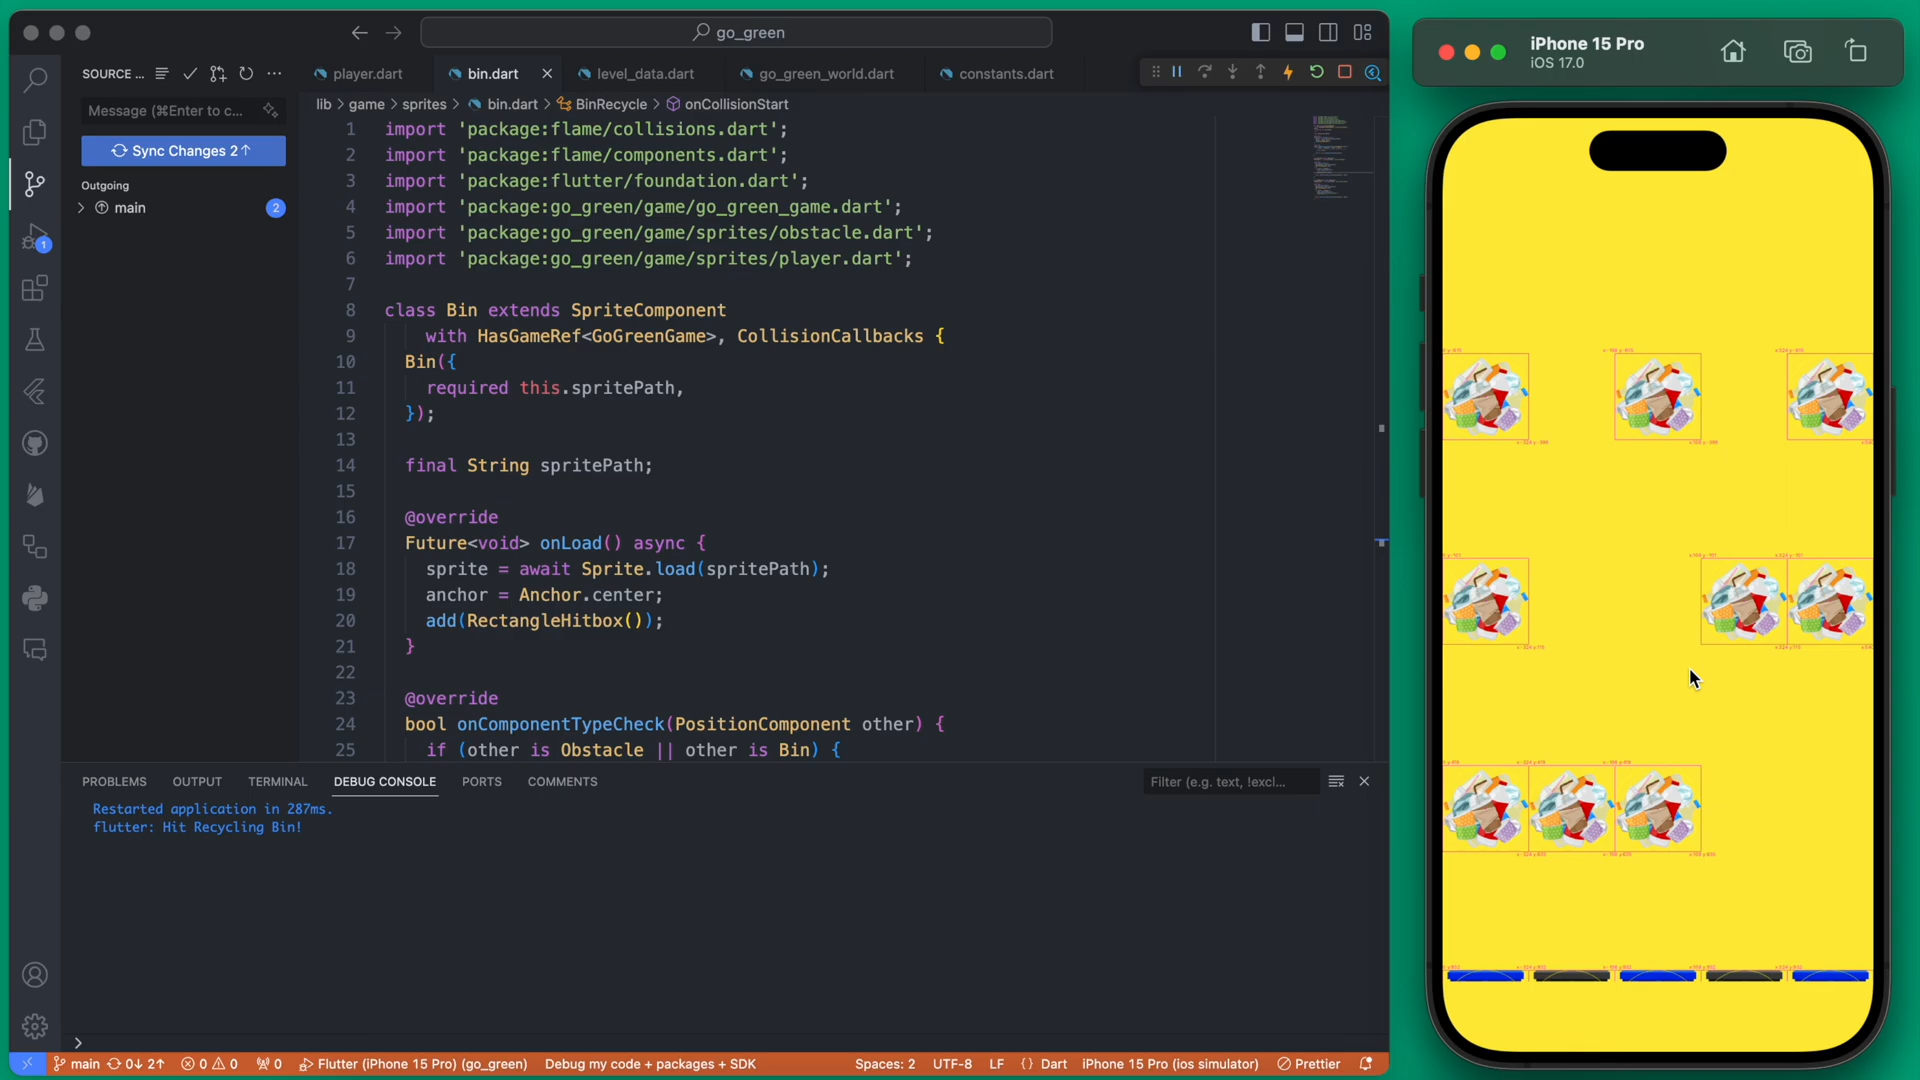 go_green
iPhone 15 Pro
iOS 17.0
SOURCE ...
player.dart
bin.dart
level_data.dart
go_green_world.dart
constants.dart
lib > game > sprites > bin.dart > BinRecycle > onCollisionStart
Message (⌘Enter to c...
Sync Changes 2↑
Outgoing
main
2
1
1 import 'package:flame/collisions.dart';
2 import 'package:flame/components.dart';
3 import 'package:flutter/foundation.dart';
4 import 'package:go_green/game/go_green_game.dart';
5 import 'package:go_green/game/sprites/obstacle.dart';
6 import 'package:go_green/game/sprites/player.dart';
7
8 class Bin extends SpriteComponent
9 with HasGameRef<GoGreenGame>, CollisionCallbacks {
10 Bin({
11 required this.spritePath,
12 });
13
14 final String spritePath;
15
16 @override
17 Future<void> onLoad() async {
18 sprite = await Sprite.load(spritePath);
19 anchor = Anchor.center;
20 add(RectangleHitbox());
21 }
22
23 @override
24 bool onComponentTypeCheck(PositionComponent other) {
25 if (other is Obstacle || other is Bin) {
PROBLEMS
OUTPUT
TERMINAL
DEBUG CONSOLE
PORTS
COMMENTS
Filter (e.g. text, !excl...
Restarted application in 287ms.
flutter: Hit Recycling Bin!
>
main 0↓ 2↑ 0 0 0 Flutter (iPhone 15 Pro) (go_green) Debug my code + packages + SDK Spaces: 2 UTF-8 LF {} Dart iPhone 15 Pro (ios simulator) Prettier